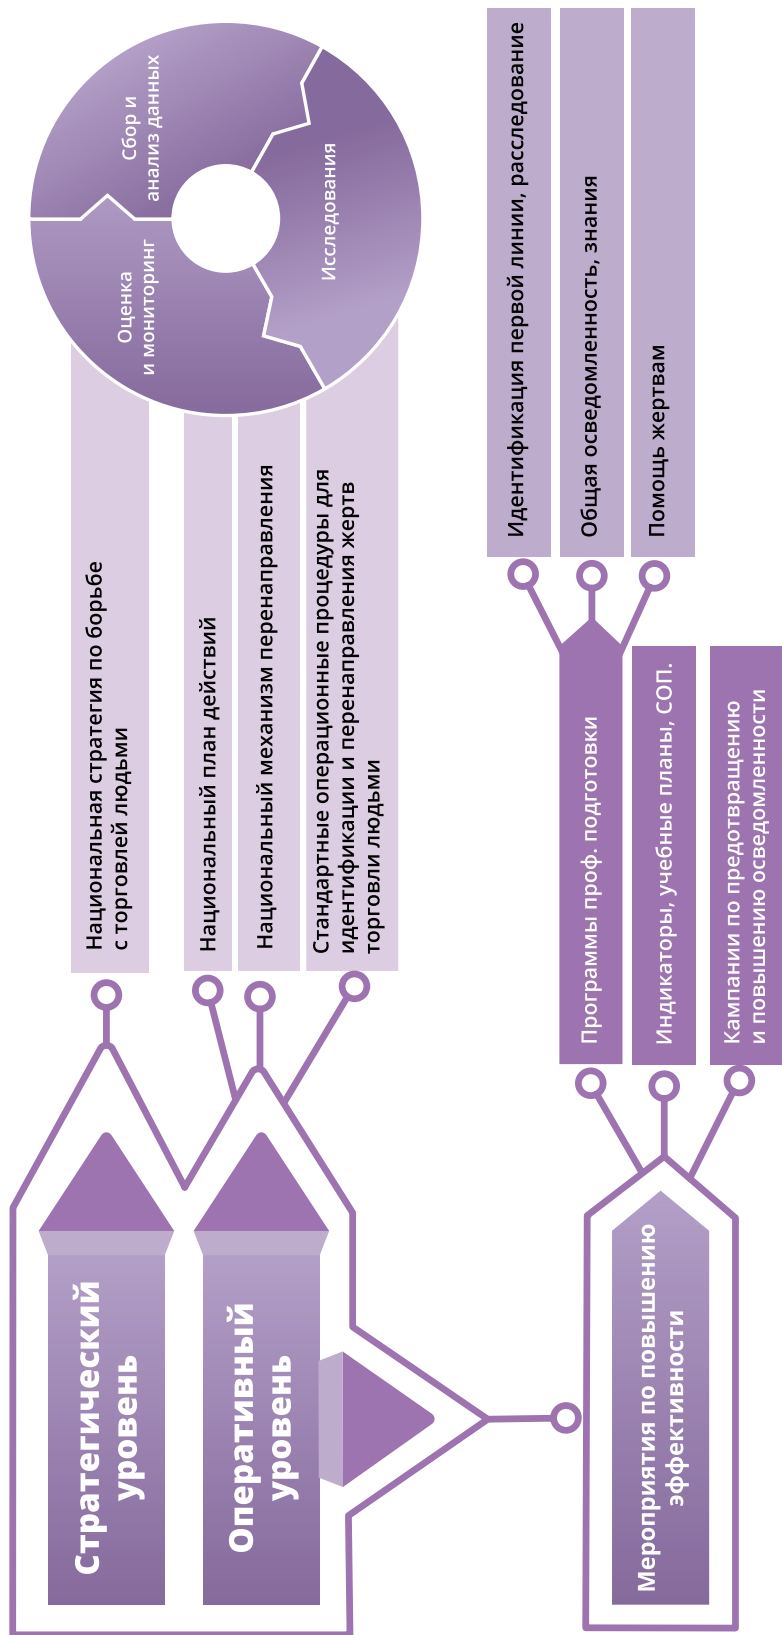 Стратегический
уровень
Национальная стратегия по борьбе
с торговлей людьми
Оперативный
уровень
Национальный план действий
Национальный механизм перенаправления
Стандартные операционные процедуры для
идентификации и перенаправления жертв
торговли людьми
Сбор и
анализ данных
Оценка
и мониторинг
Исследования
Мероприятия по повышению
эффективности
Программы проф. подготовки
Индикаторы, учебные планы, СОП.
Кампании по предотвращению
и повышению осведомленности
Идентификация первой линии, расследование
Общая осведомленность, знания
Помощь жертвам